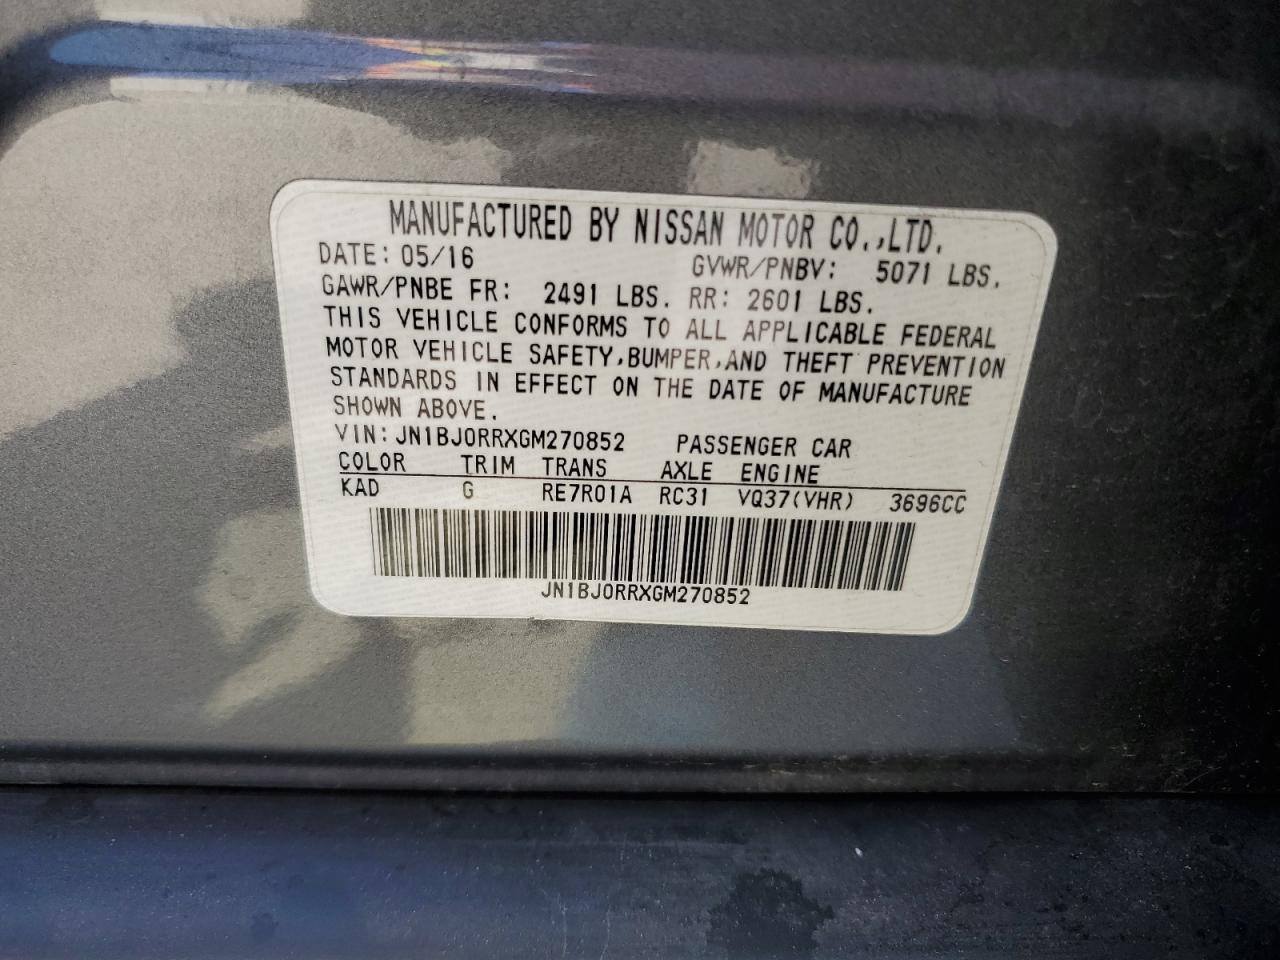 MANUFACTURED BY NISSAN MOTOR CO.,LTD.
DATE: 05/16 GVWR/PNBV: 5071 LBS.
GAWR/PNBE FR: 2491 LBS. RR: 2601 LBS.
THIS VEHICLE CONFORMS TO ALL APPLICABLE FEDERAL
MOTOR VEHICLE SAFETY,BUMPER,AND THEFT PREVENTION
STANDARDS IN EFFECT ON THE DATE OF MANUFACTURE
SHOWN ABOVE.
VIN: JN1BJ0RRXGM270852 PASSENGER CAR
COLOR TRIM TRANS AXLE ENGINE
KAD G RE7R01A RC31 VQ37(VHR) 3696CC
JN1BJ0RRXGM270852